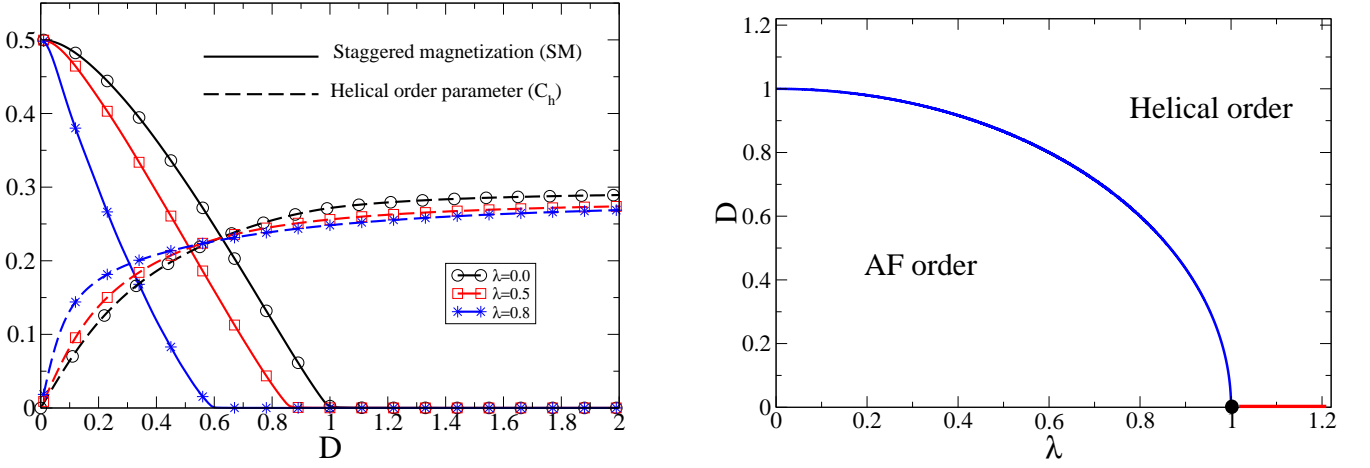 0.5
0.4
0.3
0.2
0.1
0
0 0.2 0.4 0.6 0.8 1.0 1.2 1.4 1.6 1.8 2
D
Staggered magnetization (SM)
Helical order parameter (C_h)
λ=0.0
λ=0.5
λ=0.8
1.2
1
0.8
0.6
0.4
0.2
0
0 0.2 0.4 0.6 0.8 1 1.2
D
λ
Helical order
AF order